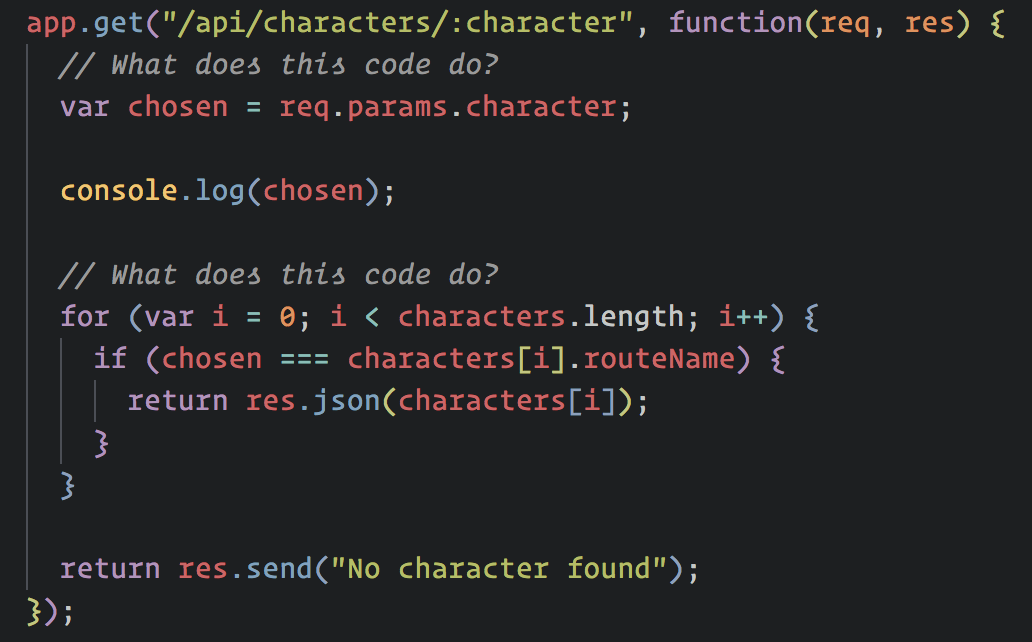 app.get("/api/characters/:character", function(req, res) {
  // What does this code do?
  var chosen = req.params.character;

  console.log(chosen);

  // What does this code do?
  for (var i = 0; i < characters.length; i++) {
    if (chosen === characters[i].routeName) {
      return res.json(characters[i]);
    }
  }

  return res.send("No character found");
});